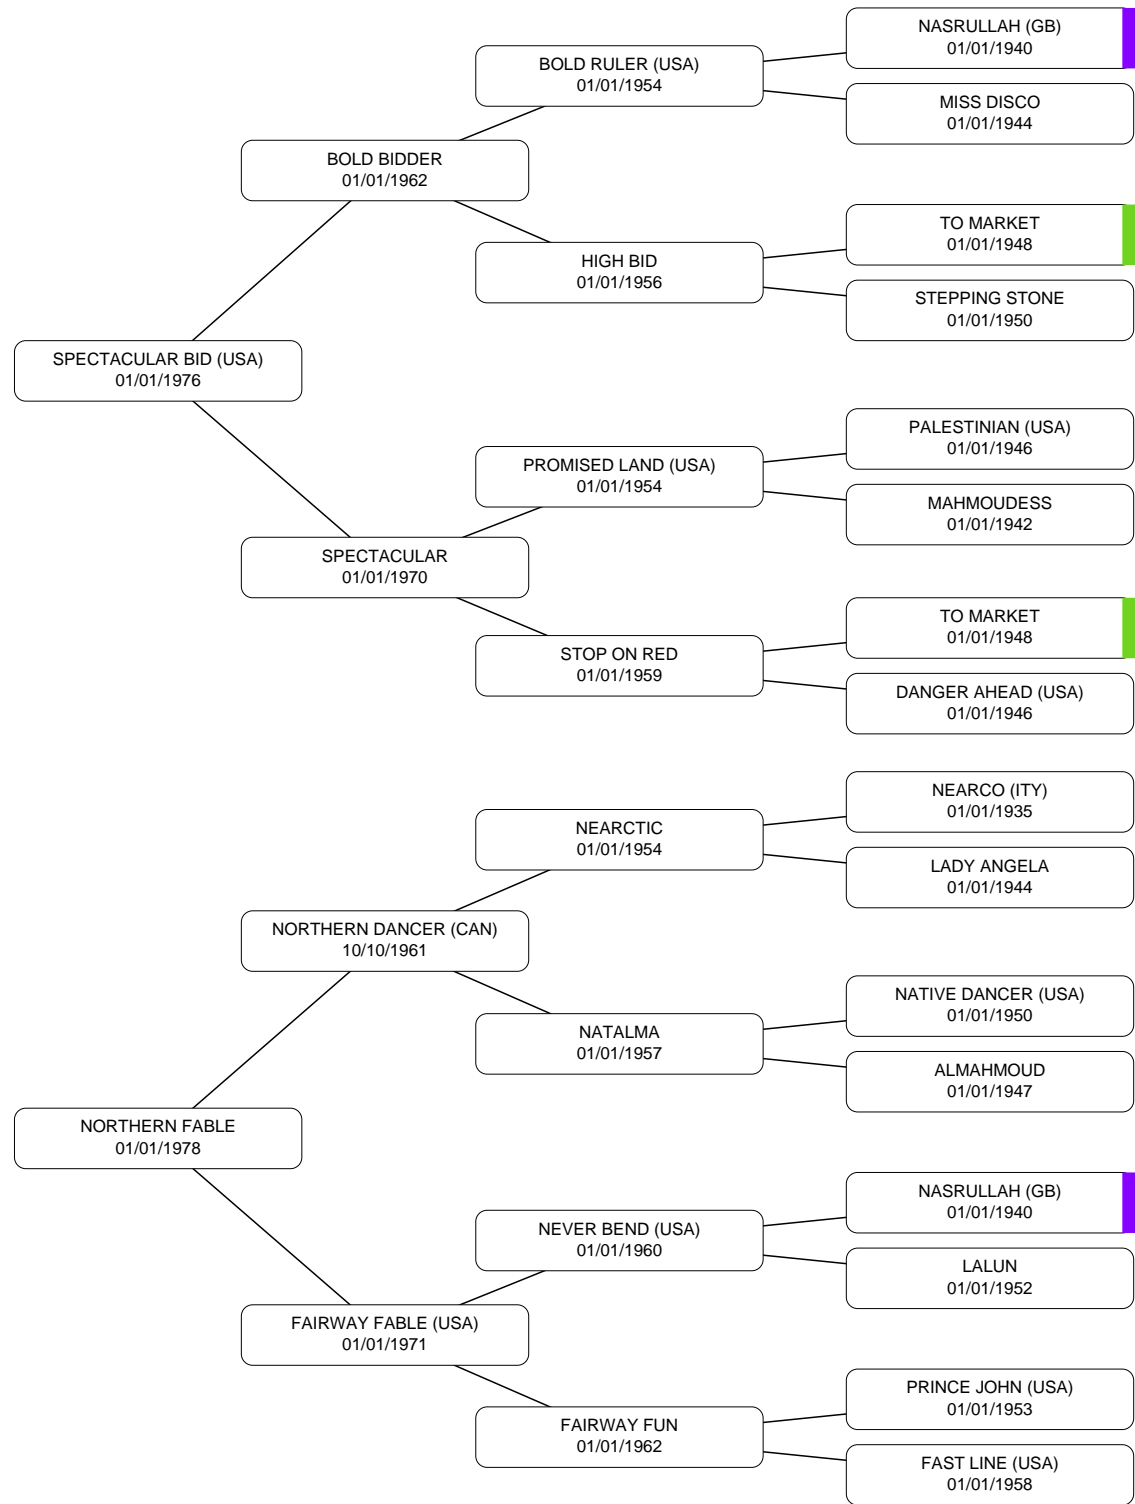 NASRULLAH (GB)
01/01/1940
BOLD RULER (USA)
01/01/1954
MISS DISCO
01/01/1944
BOLD BIDDER
01/01/1962
TO MARKET
01/01/1948
HIGH BID
01/01/1956
STEPPING STONE
01/01/1950
SPECTACULAR BID (USA)
01/01/1976
PALESTINIAN (USA)
01/01/1946
PROMISED LAND (USA)
01/01/1954
MAHMOUDESS
01/01/1942
SPECTACULAR
01/01/1970
TO MARKET
01/01/1948
STOP ON RED
01/01/1959
DANGER AHEAD (USA)
01/01/1946
NEARCO (ITY)
01/01/1935
NEARCTIC
01/01/1954
LADY ANGELA
01/01/1944
NORTHERN DANCER (CAN)
10/10/1961
NATIVE DANCER (USA)
01/01/1950
NATALMA
01/01/1957
ALMAHMOUD
01/01/1947
NORTHERN FABLE
01/01/1978
NASRULLAH (GB)
01/01/1940
NEVER BEND (USA)
01/01/1960
LALUN
01/01/1952
FAIRWAY FABLE (USA)
01/01/1971
PRINCE JOHN (USA)
01/01/1953
FAIRWAY FUN
01/01/1962
FAST LINE (USA)
01/01/1958